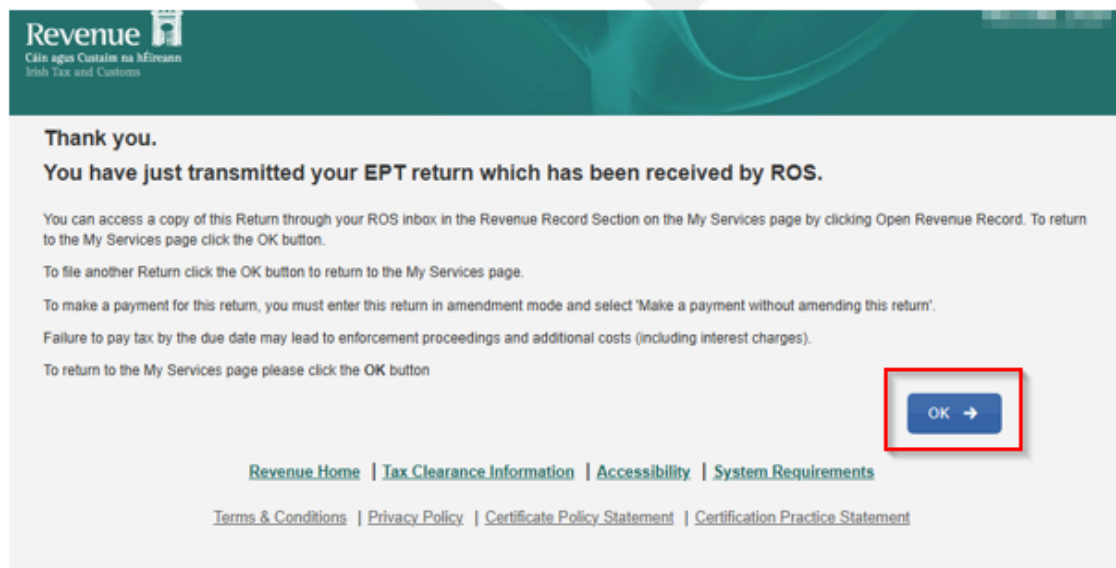 Revenue
Cáin agus Custaim na hÉireann
Irish Tax and Customs
Thank you.
You have just transmitted your EPT return which has been received by ROS.
You can access a copy of this Return through your ROS inbox in the Revenue Record Section on the My Services page by clicking Open Revenue Record. To return
to the My Services page click the OK button.
To file another Return click the OK button to return to the My Services page.
To make a payment for this return, you must enter this return in amendment mode and select 'Make a payment without amending this return'.
Failure to pay tax by the due date may lead to enforcement proceedings and additional costs (including interest charges).
To return to the My Services page please click the OK button
OK →
Revenue Home | Tax Clearance Information | Accessibility | System Requirements
Terms & Conditions | Privacy Policy | Certificate Policy Statement | Certification Practice Statement